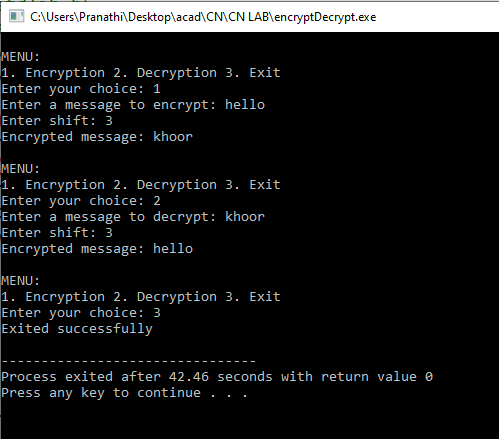 C:\Users\Pranathi\Desktop\acad\CN\CN LAB\encryptDecrypt.exe
MENU:
1. Encryption 2. Decryption 3. Exit
Enter your choice: 1
Enter a message to encrypt: hello
Enter shift: 3
Encrypted message: khoor
MENU:
1. Encryption 2. Decryption 3. Exit
Enter your choice: 2
Enter a message to decrypt: khoor
Enter shift: 3
Encrypted message: hello
MENU:
1. Encryption 2. Decryption 3. Exit
Enter your choice: 3
Exited successfully
--------------------------------
Process exited after 42.46 seconds with return value 0
Press any key to continue . . .